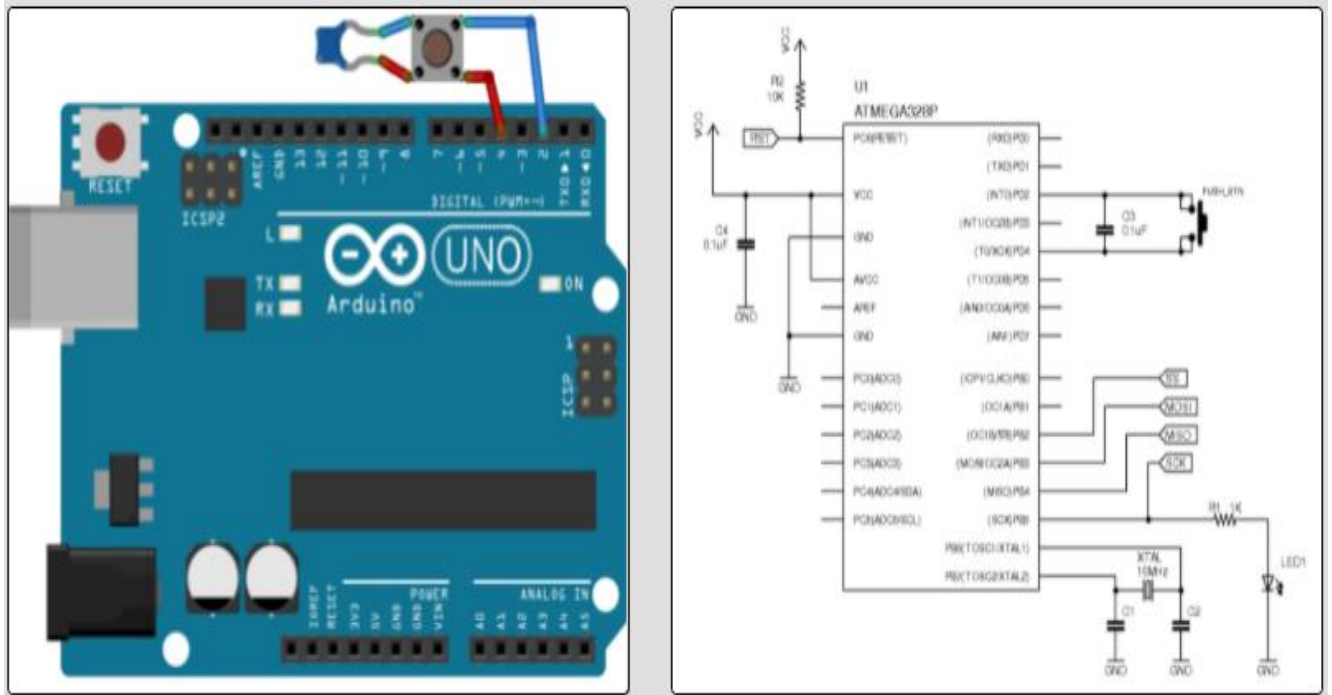 RESET
ICSP2
AREF
GND
13
12
~11
~10
~9
8
7
~6
~5
4
~3
2
TX0▶1
RX0◀0
DIGITAL (PWM=~)
L
TX
RX
UNO
Arduino™
ON
1
ICSP
IOREF
RESET
3V3
5V
GND
GND
VIN
POWER
A0
A1
A2
A3
A4
A5
ANALOG IN
VCC
R2
10K
U1
ATMEGA328P
RST
VCC
PC6(RESET)
VCC
GND
AVCC
AREF
GND
PC0(ADC0)
PC1(ADC1)
PC2(ADC2)
PC3(ADC3)
PC4(ADC4/SDA)
PC5(ADC5/SCL)
(RXD)PD0
(TXD)PD1
(INT0)PD2
(INT1/OC2B)PD3
(T0/XCK)PD4
(T1/OC0B)PD5
(AIN0/OC0A)PD6
(AIN1)PD7
(ICP1/CLKO)PB0
(OC1A)PB1
(OC1B/SS)PB2
(MOSI/OC2A)PB3
(MISO)PB4
(SCK)PB5
PB6(TOSC1/XTAL1)
PB7(TOSC2/XTAL2)
C4
0.1uF
GND
GND
C3
0.1uF
SS
MOSI
MISO
SCK
R1 1K
LED1
XTAL
16MHz
C1
C2
GND
GND
GND